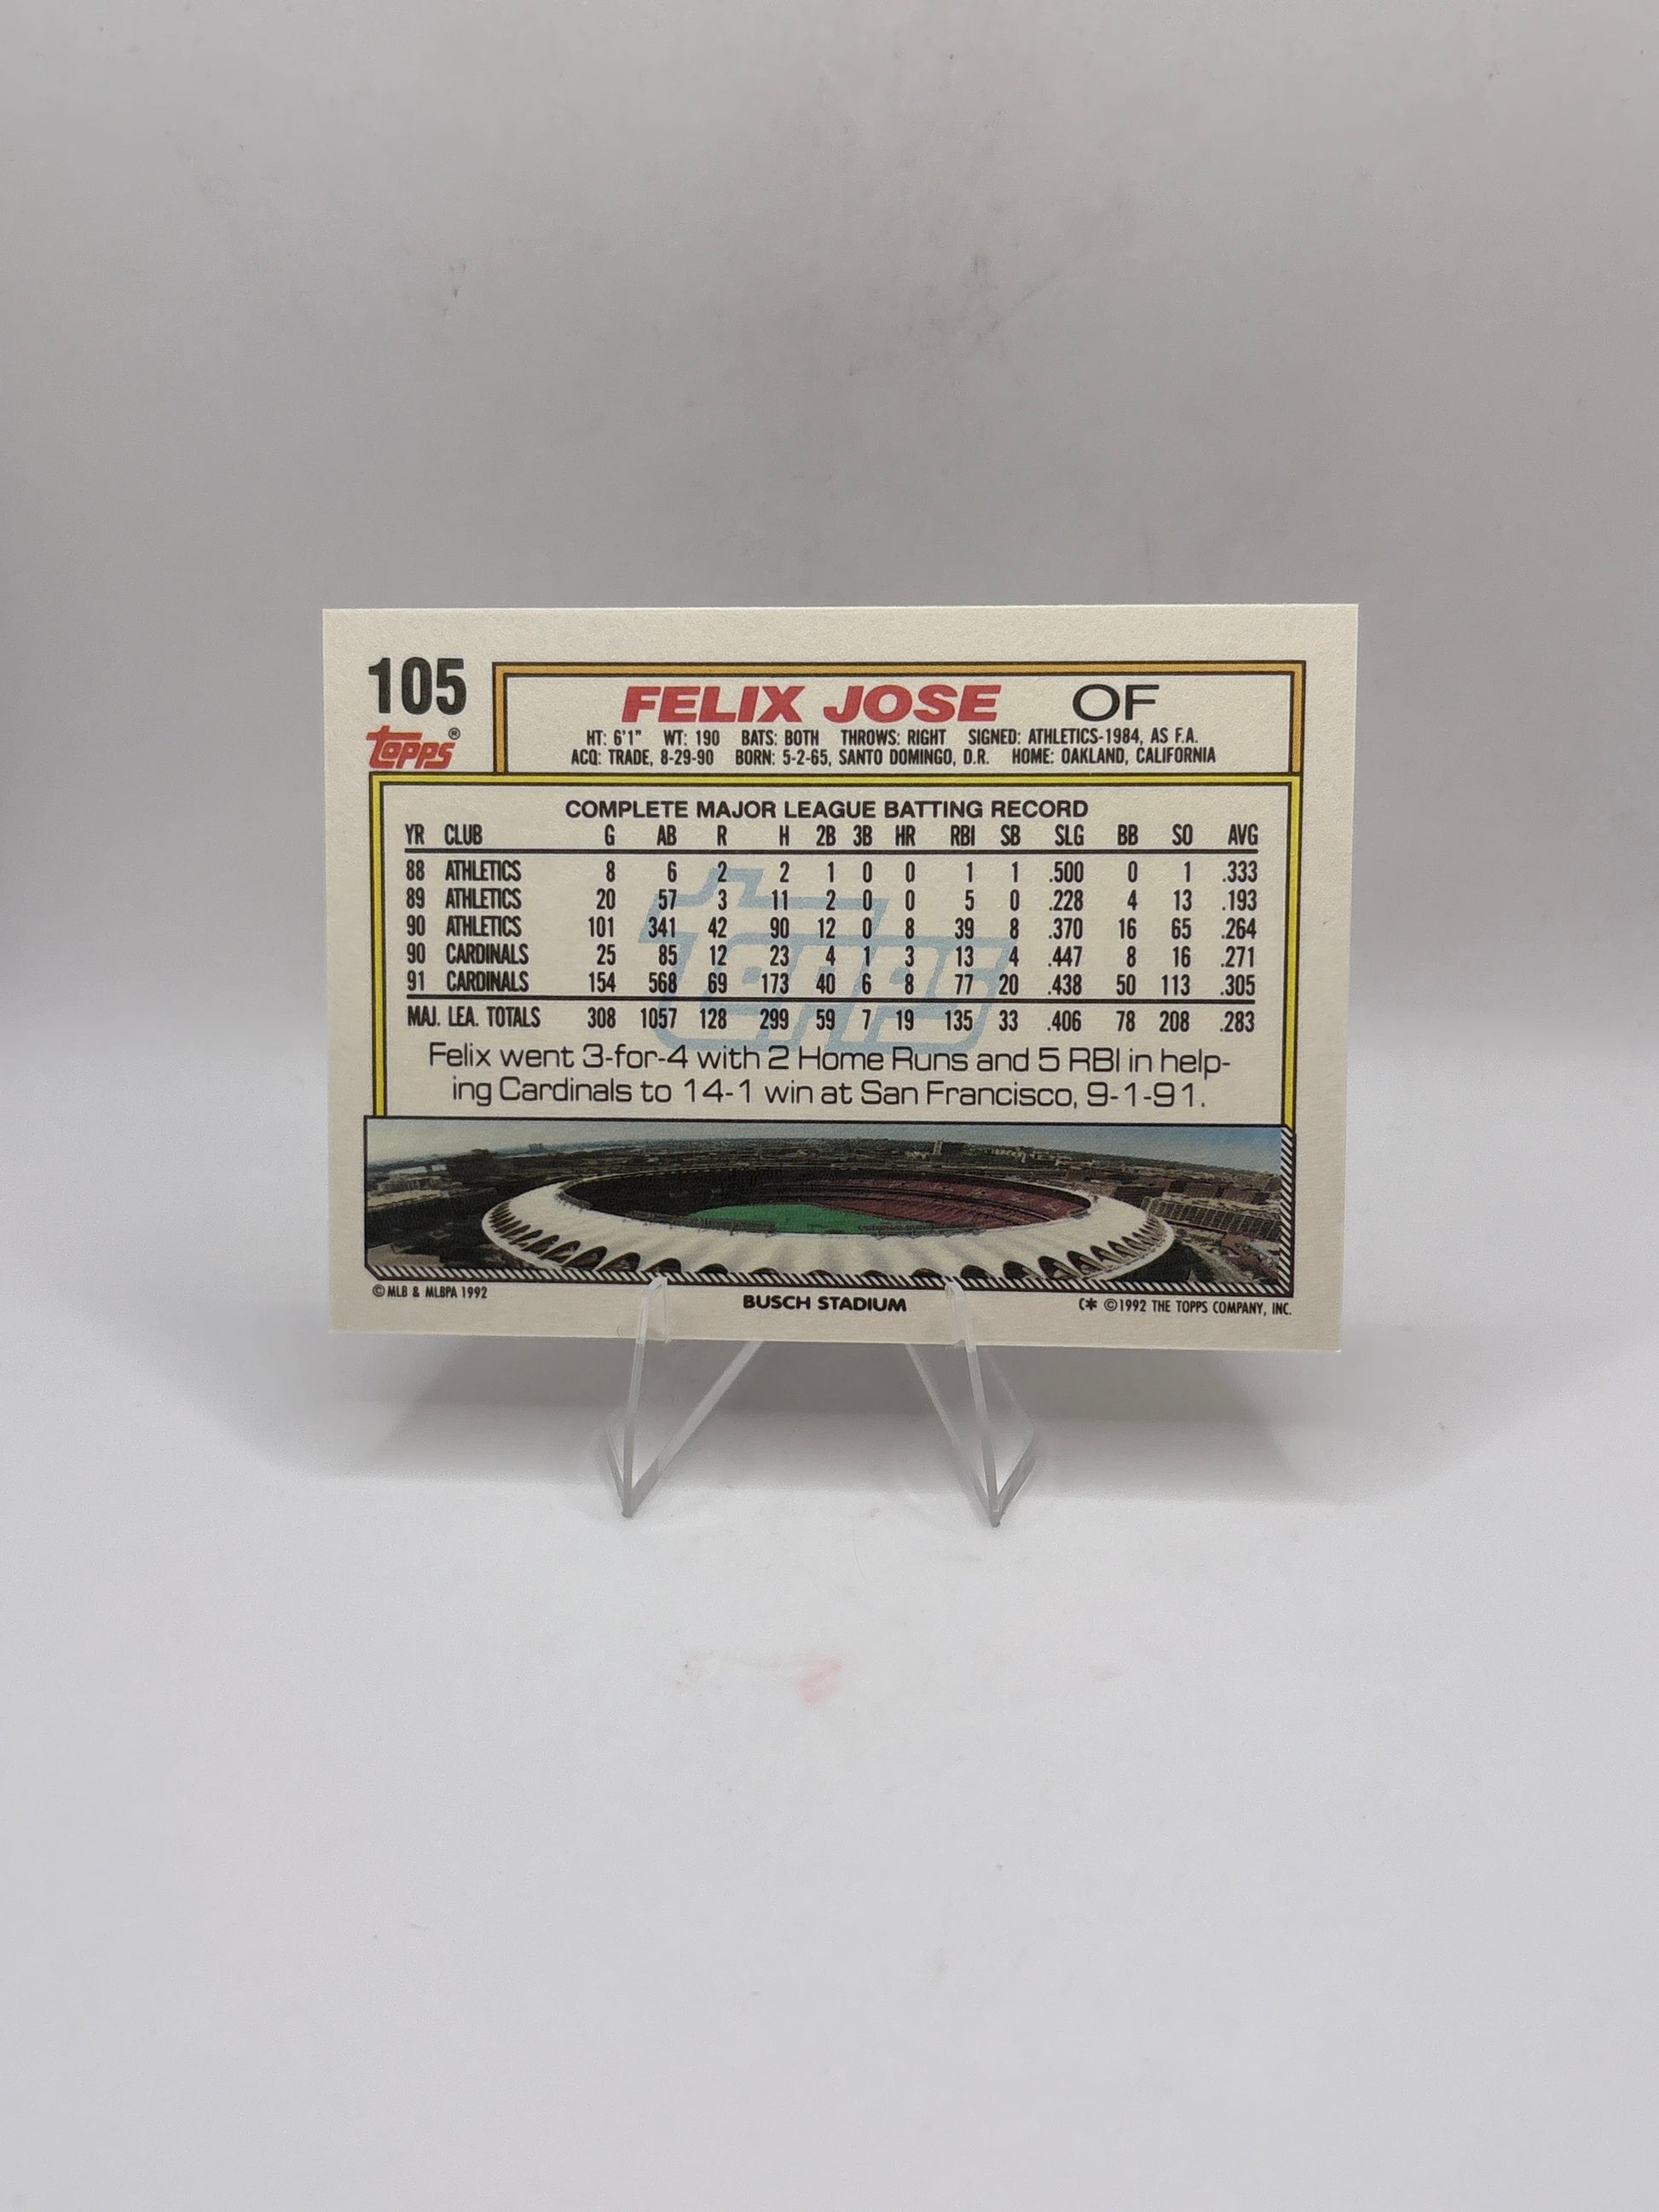 105
FELIX JOSE OF
topps®
HT: 6'1" WT: 190 BATS: BOTH THROWS: RIGHT SIGNED: ATHLETICS-1984, AS F.A.
ACQ: TRADE, 8-29-90 BORN: 5-2-65, SANTO DOMINGO, D.R. HOME: OAKLAND, CALIFORNIA
COMPLETE MAJOR LEAGUE BATTING RECORD
YR CLUB G AB R H 2B 3B HR RBI SB SLG BB SO AVG
88 ATHLETICS 8 6 2 2 1 0 0 1 1 .500 0 1 .333
89 ATHLETICS 20 57 3 11 2 0 0 5 0 .228 4 13 .193
90 ATHLETICS 101 341 42 90 12 0 8 39 8 .370 16 65 .264
90 CARDINALS 25 85 12 23 4 1 3 13 4 .447 8 16 .271
91 CARDINALS 154 568 69 173 40 6 8 77 20 .438 50 113 .305
MAJ. LEA. TOTALS 308 1057 128 299 59 7 19 135 33 .406 78 208 .283
topps
Felix went 3-for-4 with 2 Home Runs and 5 RBI in help-
ing Cardinals to 14-1 win at San Francisco, 9-1-91.
© MLB & MLBPA 1992
BUSCH STADIUM
C* ©1992 THE TOPPS COMPANY, INC.